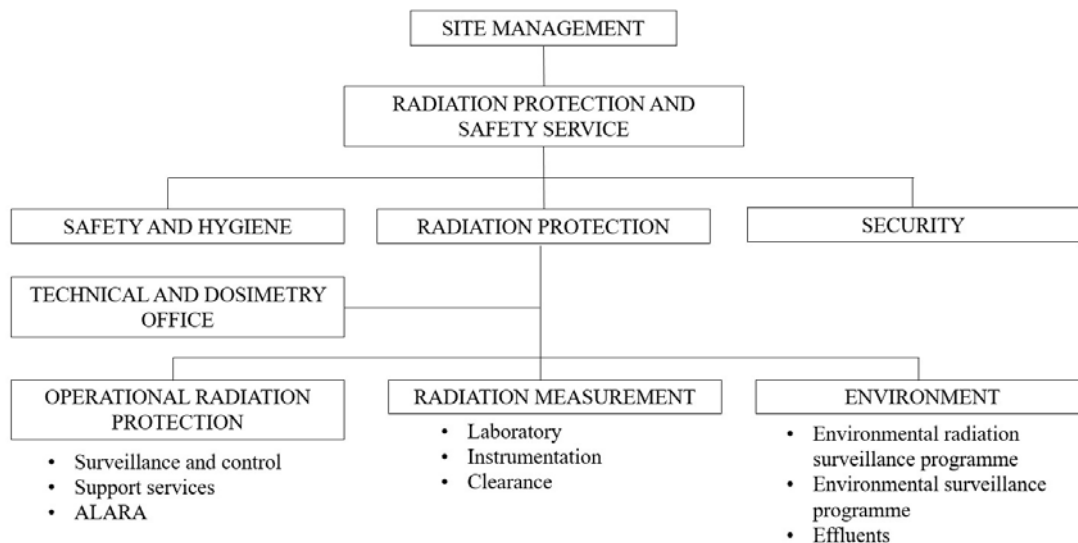 SITE MANAGEMENT
RADIATION PROTECTION AND
SAFETY SERVICE
SAFETY AND HYGIENE
RADIATION PROTECTION
SECURITY
TECHNICAL AND DOSIMETRY
OFFICE
OPERATIONAL RADIATION
PROTECTION
• Surveillance and control
• Support services
• ALARA
RADIATION MEASUREMENT
• Laboratory
• Instrumentation
• Clearance
ENVIRONMENT
• Environmental radiation
surveillance programme
• Environmental surveillance
programme
• Effluents